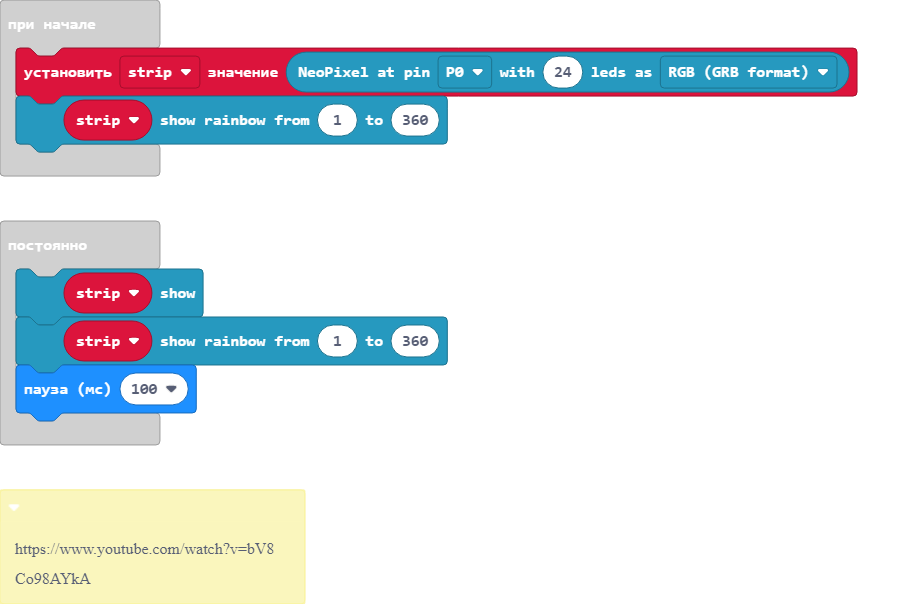 при начале
установить strip значение NeoPixel at pin P0 with 24 leds as RGB (GRB format)
strip show rainbow from 1 to 360
постоянно
strip show
strip show rainbow from 1 to 360
пауза (мс) 100
https://www.youtube.com/watch?v=bV8
Co98AYkA